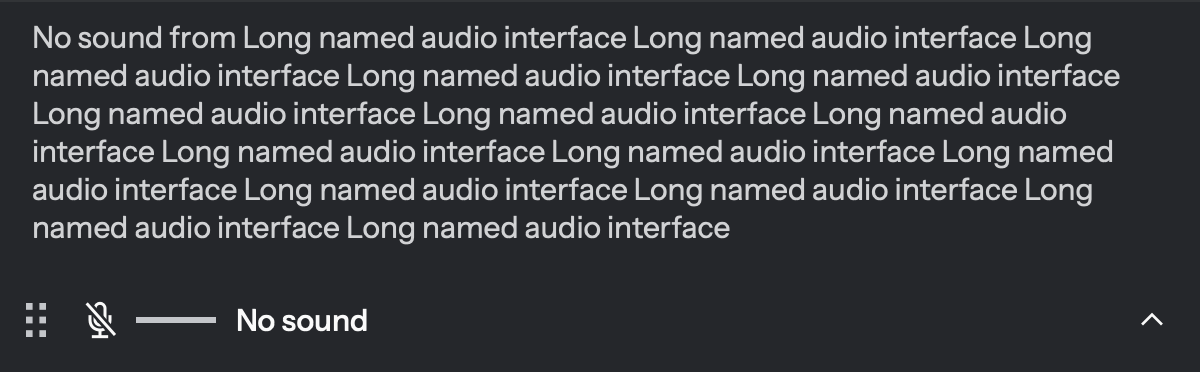 No sound from Long named audio interface Long named audio interface Long
named audio interface Long named audio interface Long named audio interface
Long named audio interface Long named audio interface Long named audio
interface Long named audio interface Long named audio interface Long named
audio interface Long named audio interface Long named audio interface Long
named audio interface Long named audio interface
No sound